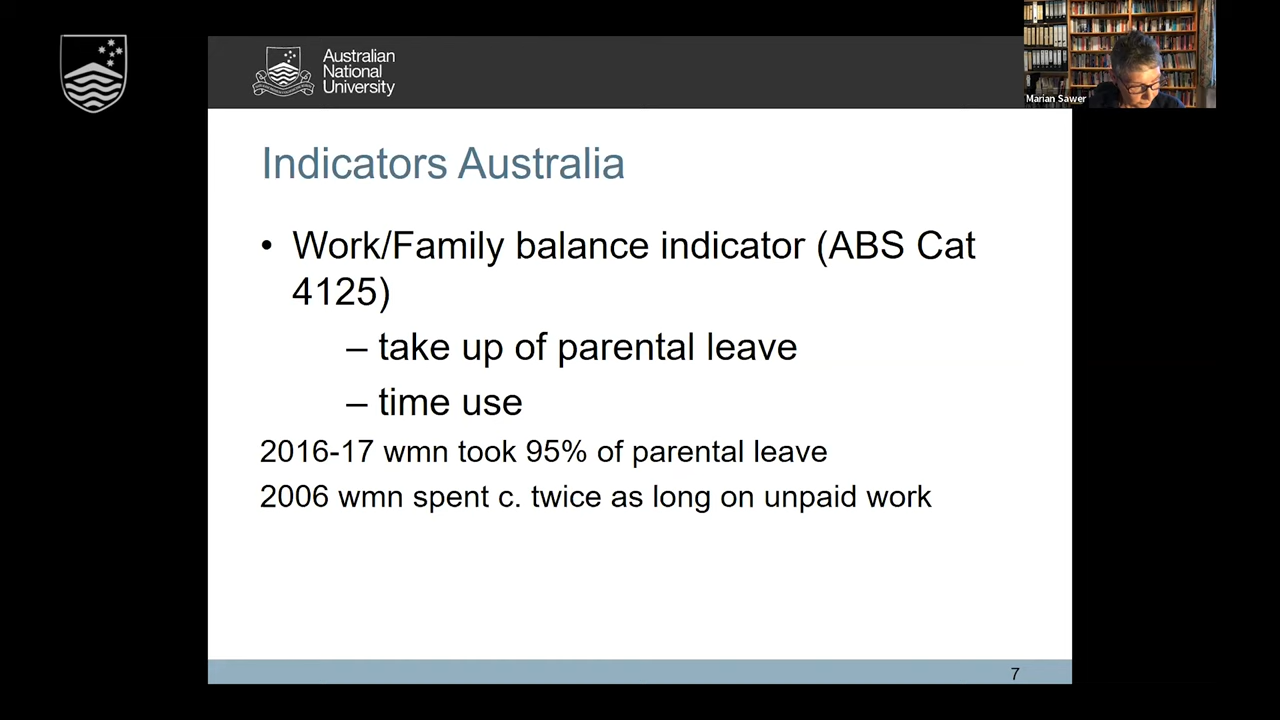 Australian
National
University
Marian Sawer
Indicators Australia
• Work/Family balance indicator (ABS Cat
4125)
– take up of parental leave
– time use
2016-17 wmn took 95% of parental leave
2006 wmn spent c. twice as long on unpaid work
7